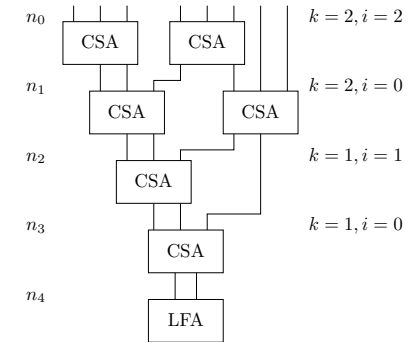 n₀ k = 2, i = 2
CSA CSA
n₁ k = 2, i = 0
CSA CSA
n₂ k = 1, i = 1
CSA
n₃ k = 1, i = 0
CSA
n₄
LFA